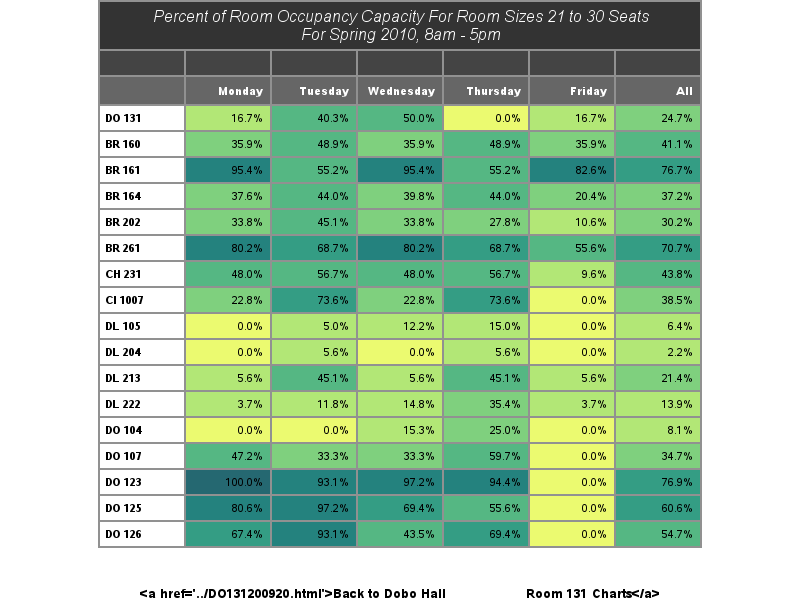 Percent of Room Occupancy Capacity For Room Sizes 21 to 30 Seats
For Spring 2010, 8am - 5pm
Monday Tuesday Wednesday Thursday Friday All
DO 131 16.7% 40.3% 50.0% 0.0% 16.7% 24.7%
BR 160 35.9% 48.9% 35.9% 48.9% 35.9% 41.1%
BR 161 95.4% 55.2% 95.4% 55.2% 82.6% 76.7%
BR 164 37.6% 44.0% 39.8% 44.0% 20.4% 37.2%
BR 202 33.8% 45.1% 33.8% 27.8% 10.6% 30.2%
BR 261 80.2% 68.7% 80.2% 68.7% 55.6% 70.7%
CH 231 48.0% 56.7% 48.0% 56.7% 9.6% 43.8%
CI 1007 22.8% 73.6% 22.8% 73.6% 0.0% 38.5%
DL 105 0.0% 5.0% 12.2% 15.0% 0.0% 6.4%
DL 204 0.0% 5.6% 0.0% 5.6% 0.0% 2.2%
DL 213 5.6% 45.1% 5.6% 45.1% 5.6% 21.4%
DL 222 3.7% 11.8% 14.8% 35.4% 3.7% 13.9%
DO 104 0.0% 0.0% 15.3% 25.0% 0.0% 8.1%
DO 107 47.2% 33.3% 33.3% 59.7% 0.0% 34.7%
DO 123 100.0% 93.1% 97.2% 94.4% 0.0% 76.9%
DO 125 80.6% 97.2% 69.4% 55.6% 0.0% 60.6%
DO 126 67.4% 93.1% 43.5% 69.4% 0.0% 54.7%
<a href='../DO131200920.html'>Back to Dobo Hall Room 131 Charts</a>